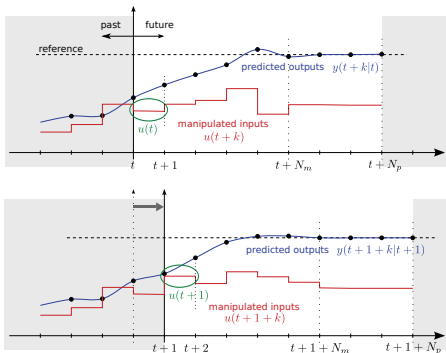 past future
reference
predicted outputs y(t + k|t)
manipulated inputs
u(t)
u(t + k)
t t + 1 t + N_m t + N_p
predicted outputs y(t + 1 + k|t + 1)
u(t + 1)
manipulated inputs
u(t + 1 + k)
t + 1 t + 2 t + 1 + N_m t + 1 + N_p